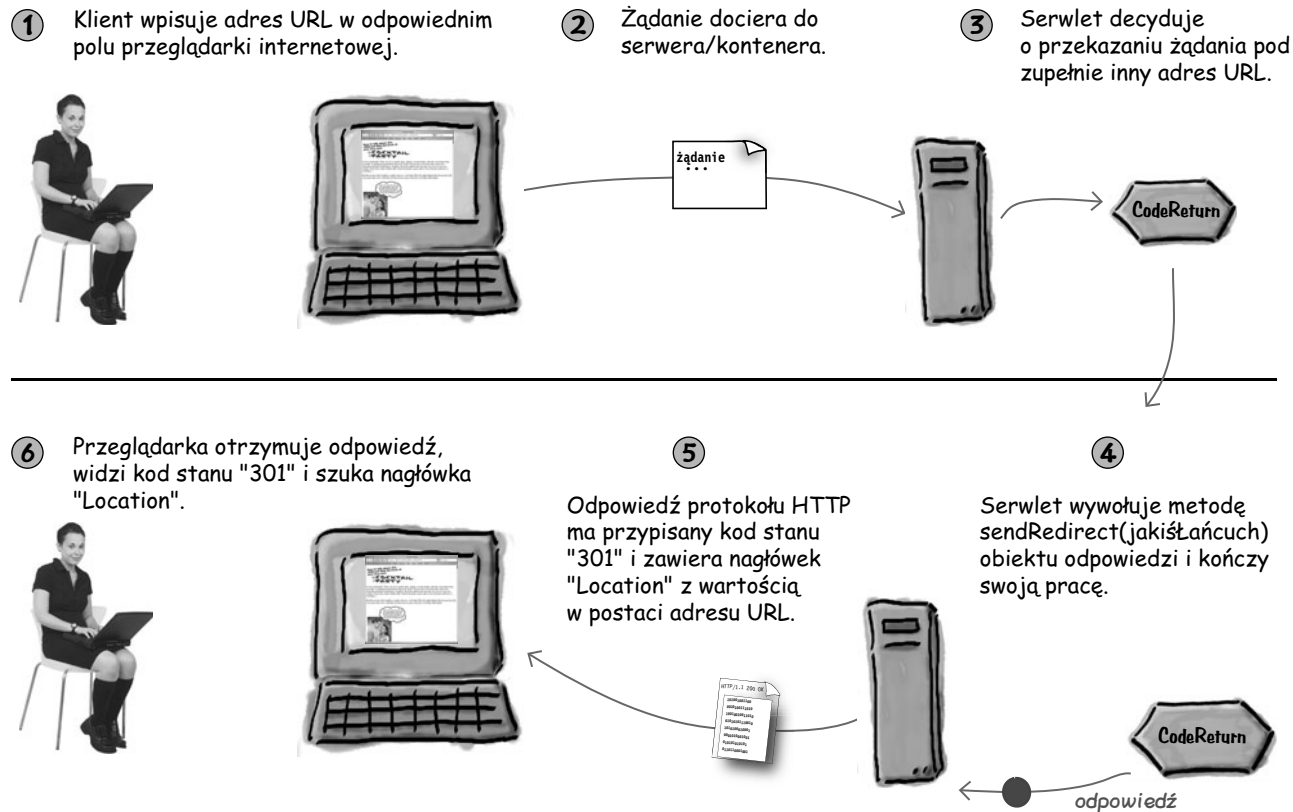 1
Klient wpisuje adres URL w odpowiednim
polu przeglądarki internetowej.
2
Żądanie dociera do
serwera/kontenera.
3
Serwlet decyduje
o przekazaniu żądania pod
zupełnie inny adres URL.
żądanie
...
CodeReturn
6
Przeglądarka otrzymuje odpowiedź,
widzi kod stanu "301" i szuka nagłówka
"Location".
5
Odpowiedź protokołu HTTP
ma przypisany kod stanu
"301" i zawiera nagłówek
"Location" z wartością
w postaci adresu URL.
HTTP/1.1 200 OK
4
Serwlet wywołuje metodę
sendRedirect(jakiśŁańcuch)
obiektu odpowiedzi i kończy
swoją pracę.
CodeReturn
odpowiedź